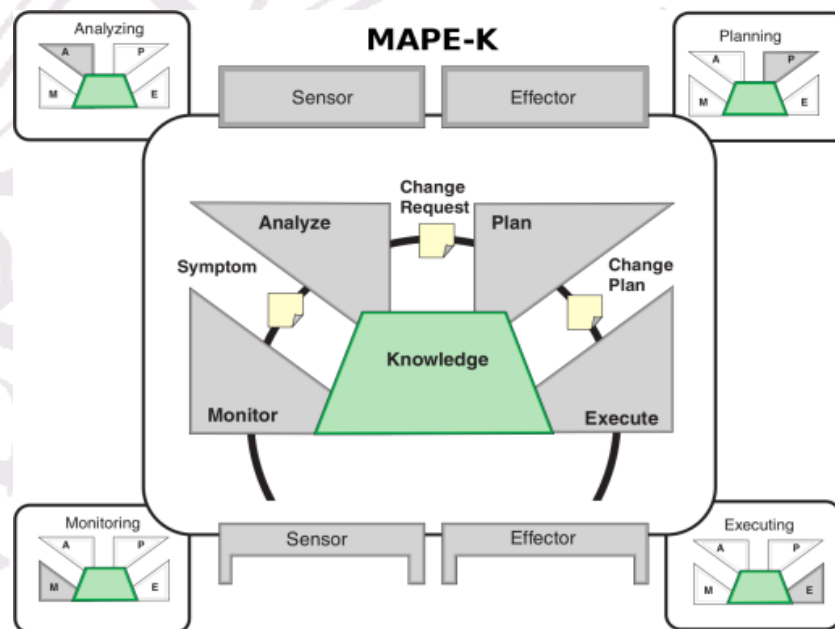 Analyzing
A P
M E
MAPE-K
Planning
A P
M E
Sensor
Effector
Change
Request
Analyze
Plan
Symptom
Change
Plan
Knowledge
Monitor
Execute
Monitoring
A P
M E
Sensor
Effector
Executing
A P
M E